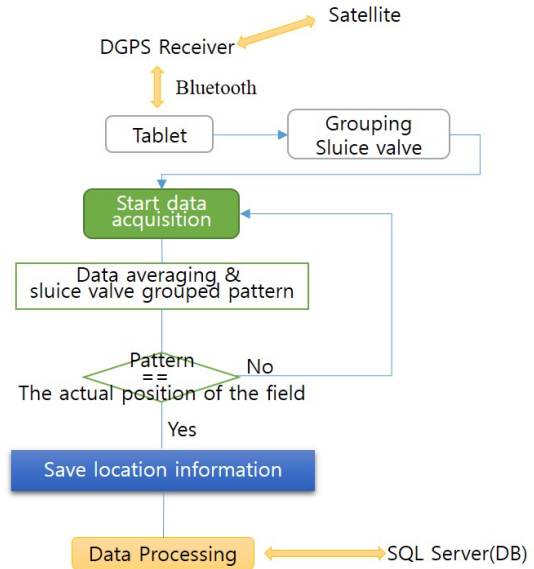 Satellite
DGPS Receiver
Bluetooth
Tablet
Grouping
Sluice valve
Start data
acquisition
Data averaging &
sluice valve grouped pattern
Pattern
==
The actual position of the field
No
Yes
Save location information
Data Processing
SQL Server(DB)